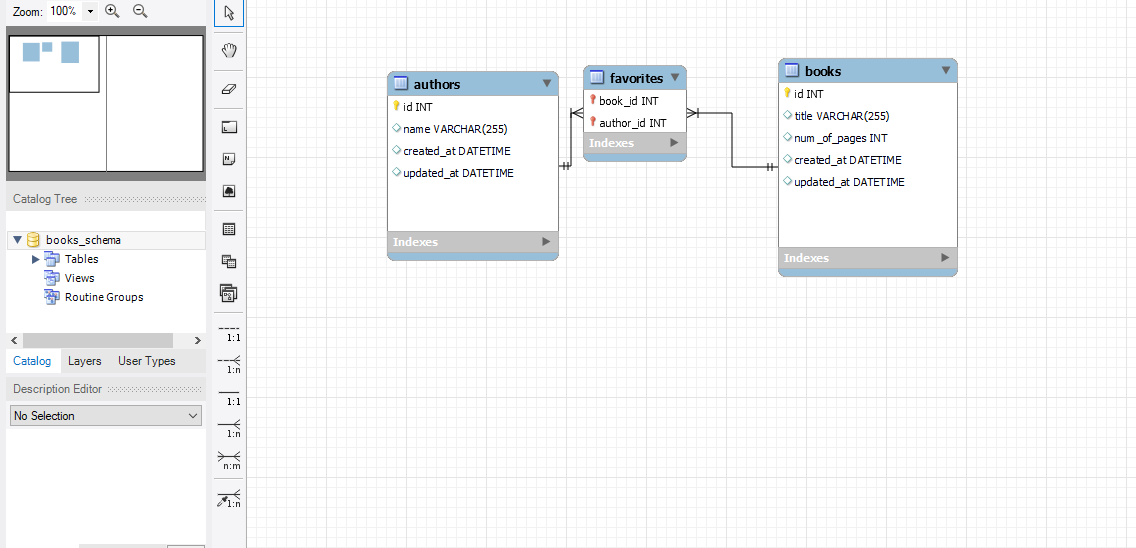 Zoom: 100%
Catalog Tree
books_schema
Tables
Views
Routine Groups
Catalog Layers User Types
Description Editor
No Selection
1:1
1:n
1:1
1:n
n:m
1:n
authors
id INT
name VARCHAR(255)
created_at DATETIME
updated_at DATETIME
Indexes
favorites
book_id INT
author_id INT
Indexes
books
id INT
title VARCHAR(255)
num_of_pages INT
created_at DATETIME
updated_at DATETIME
Indexes